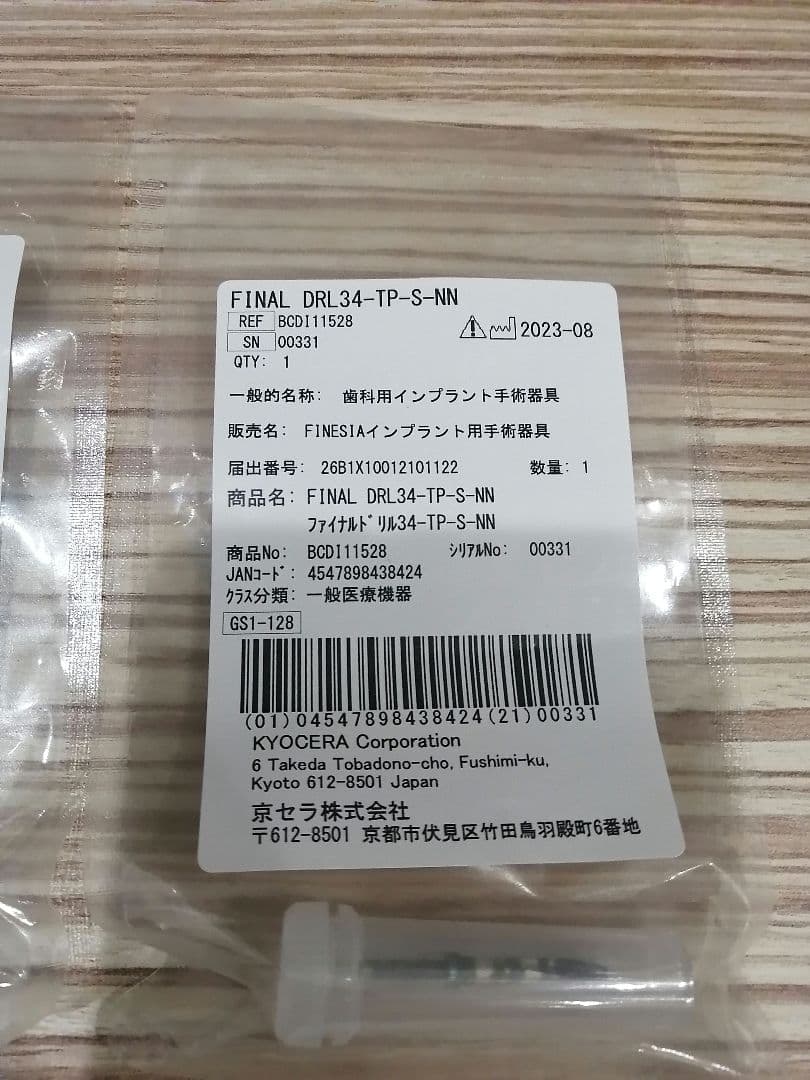 FINAL DRL34-TP-S-NN
REF BCDI11528
SN 00331
2023-08
QTY: 1
一般的名称: 歯科用インプラント手術器具
販売名: FINESIAインプラント用手術器具
届出番号: 26B1X10012101122 数量: 1
商品名: FINAL DRL34-TP-S-NN
ファイナルドリル34-TP-S-NN
商品No: BCDI11528 シリアルNo: 00331
JANコード: 4547898438424
クラス分類: 一般医療機器
GS1-128
(01)04547898438424(21)00331
KYOCERA Corporation
6 Takeda Tobadono-cho, Fushimi-ku,
Kyoto 612-8501 Japan
京セラ株式会社
〒612-8501 京都市伏見区竹田鳥羽殿町6番地